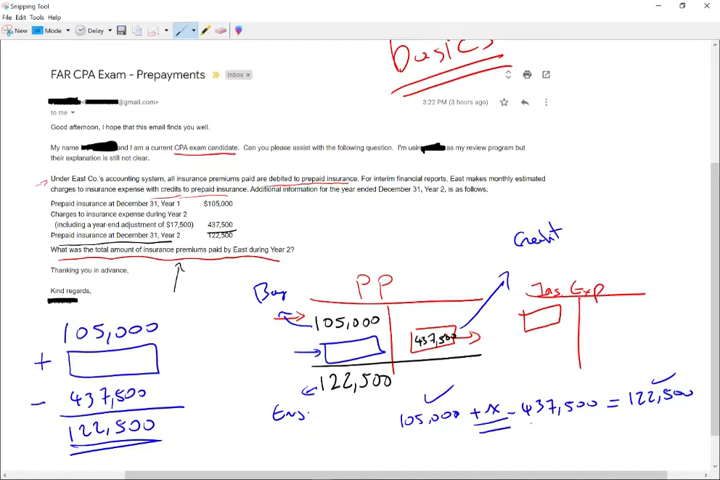 Snipping Tool
File Edit Tools Help
New Mode Delay
basics
FAR CPA Exam - Prepayments Inbox ×
@gmail.com>
3:22 PM (3 hours ago)
to me
Good afternoon, I hope that this email finds you well.
My name and I am a current CPA exam candidate. Can you please assist with the following question. I'm using as my review program but
their explanation is still not clear.
Under East Co.'s accounting system, all insurance premiums paid are debited to prepaid insurance. For interim financial reports, East makes monthly estimated
charges to insurance expense with credits to prepaid insurance. Additional information for the year ended December 31, Year 2, is as follows.
Prepaid insurance at December 31, Year 1 $105,000
Charges to insurance expense during Year 2
(including a year-end adjustment of $17,500) 437,500
Prepaid insurance at December 31, Year 2 122,500
What was the total amount of insurance premiums paid by East during Year 2?
Thanking you in advance,
Kind regards,
Credit
PP
Ins Exp
105,000
437,500
122,500
105,000
+
- 437,500
122,500
105,000 + x - 437,500 = 122,500